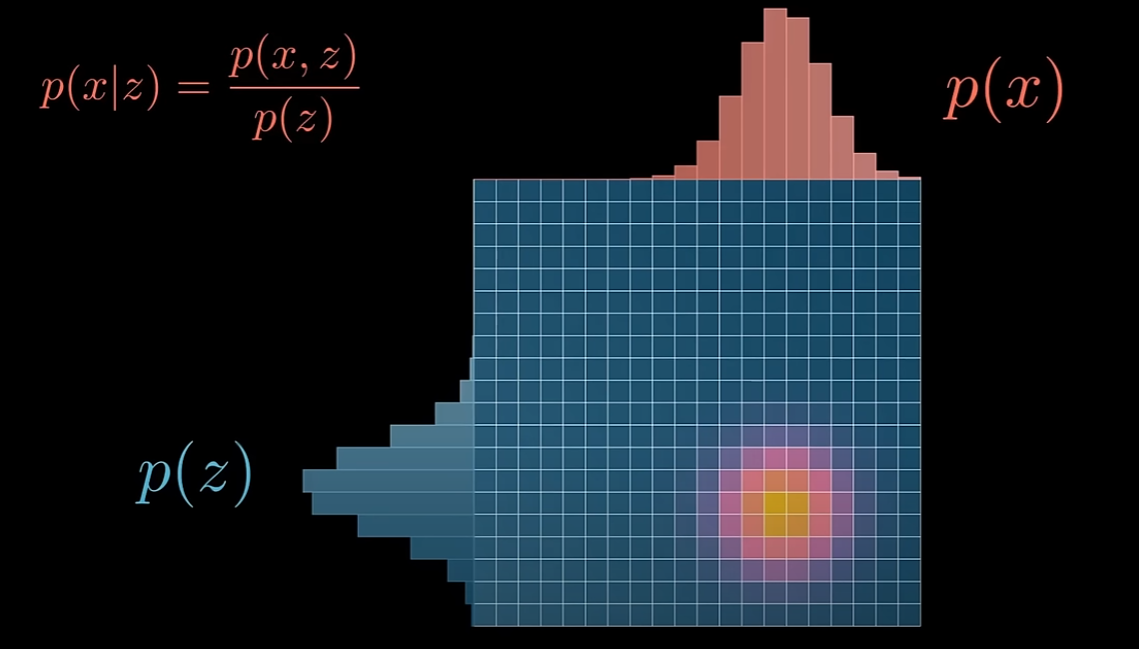 p(x|z) = p(x, z) / p(z)
p(x)
p(z)